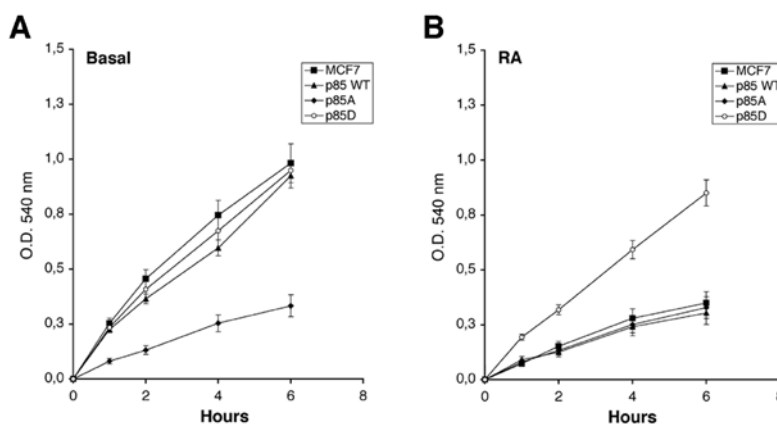 A
Basal
1,5
1,3
1,0
0,8
0,5
0,3
0,0
O.D. 540 nm
0
2
4
6
8
Hours
MCF7
p85 WT
p85A
p85D
B
RA
1,5
1,3
1,0
0,8
0,5
0,3
0,0
O.D. 540 nm
0
2
4
6
8
Hours
MCF7
p85 WT
p85A
p85D